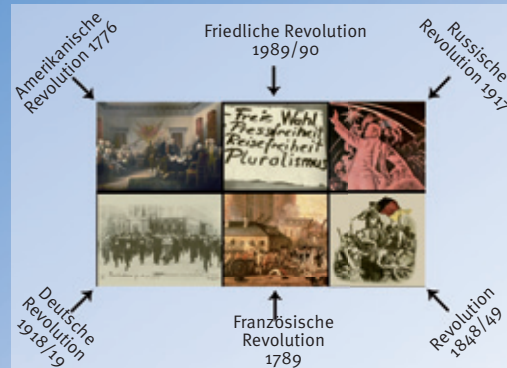 Amerikanische
Revolution 1776
Friedliche Revolution
1989/90
Russische
Revolution 1917
- Freie Wahl
Pressfreiheit
Reisefreiheit
Pluralismus
Deutsche
Revolution
1918/19
Französische
Revolution
1789
Revolution
1848/49